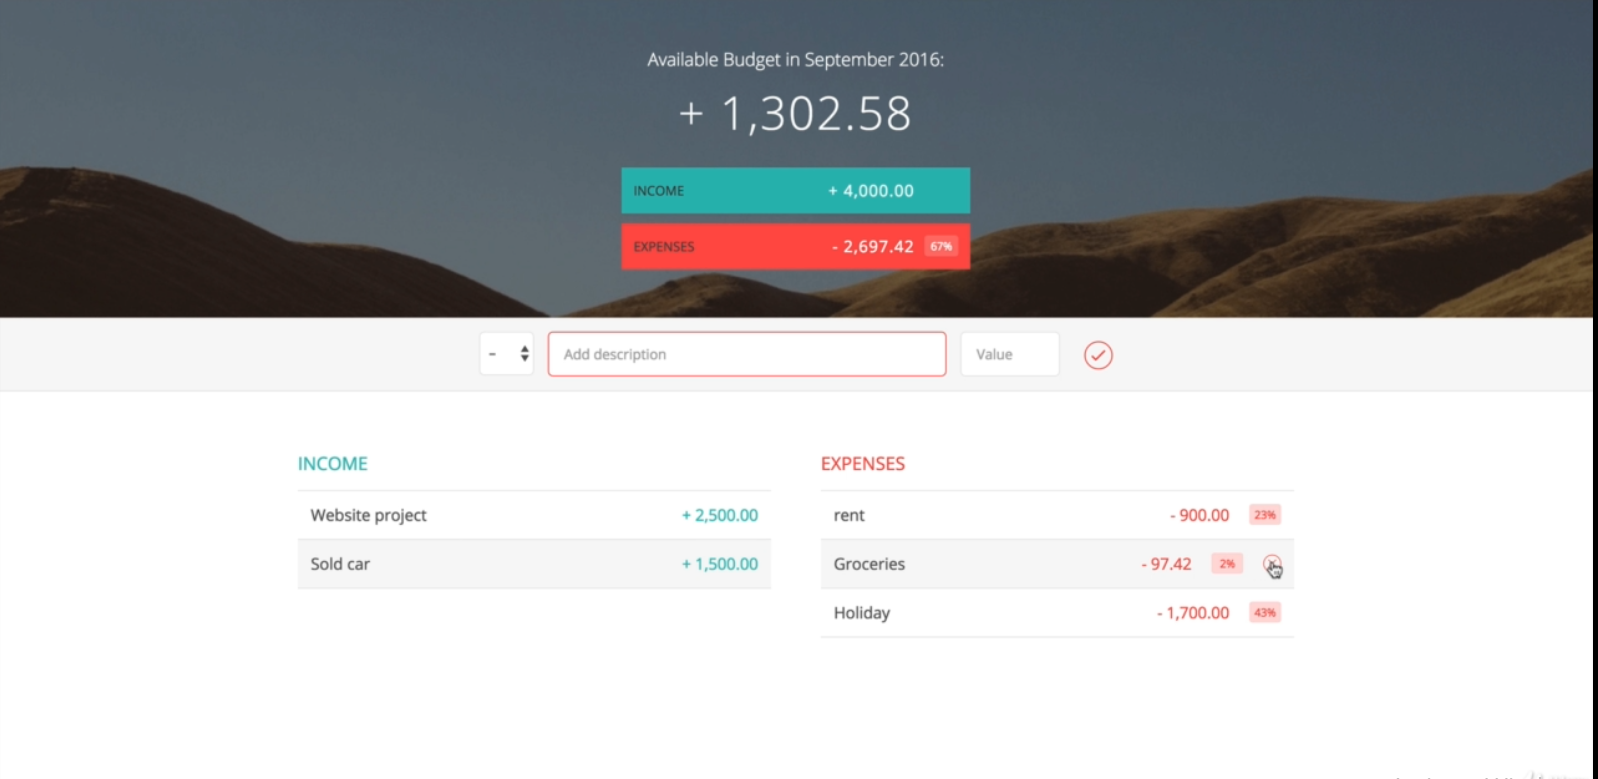 Available Budget in September 2016:
+ 1,302.58
INCOME + 4,000.00
EXPENSES - 2,697.42 67%
- Add description Value
INCOME
Website project + 2,500.00
Sold car + 1,500.00
EXPENSES
rent - 900.00 23%
Groceries - 97.42 2%
Holiday - 1,700.00 43%